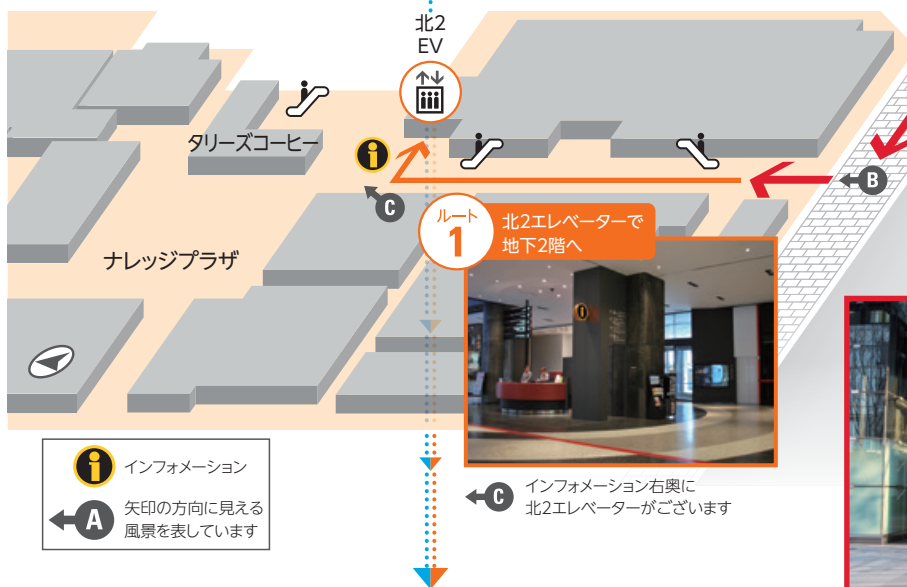 北2
EV
タリーズコーヒー
i
B
C
ルート
1
北2エレベーターで
地下2階へ
ナレッジプラザ
i
i
インフォメーション
A
矢印の方向に見える
風景を表しています
C
インフォメーション右奥に
北2エレベーターがございます